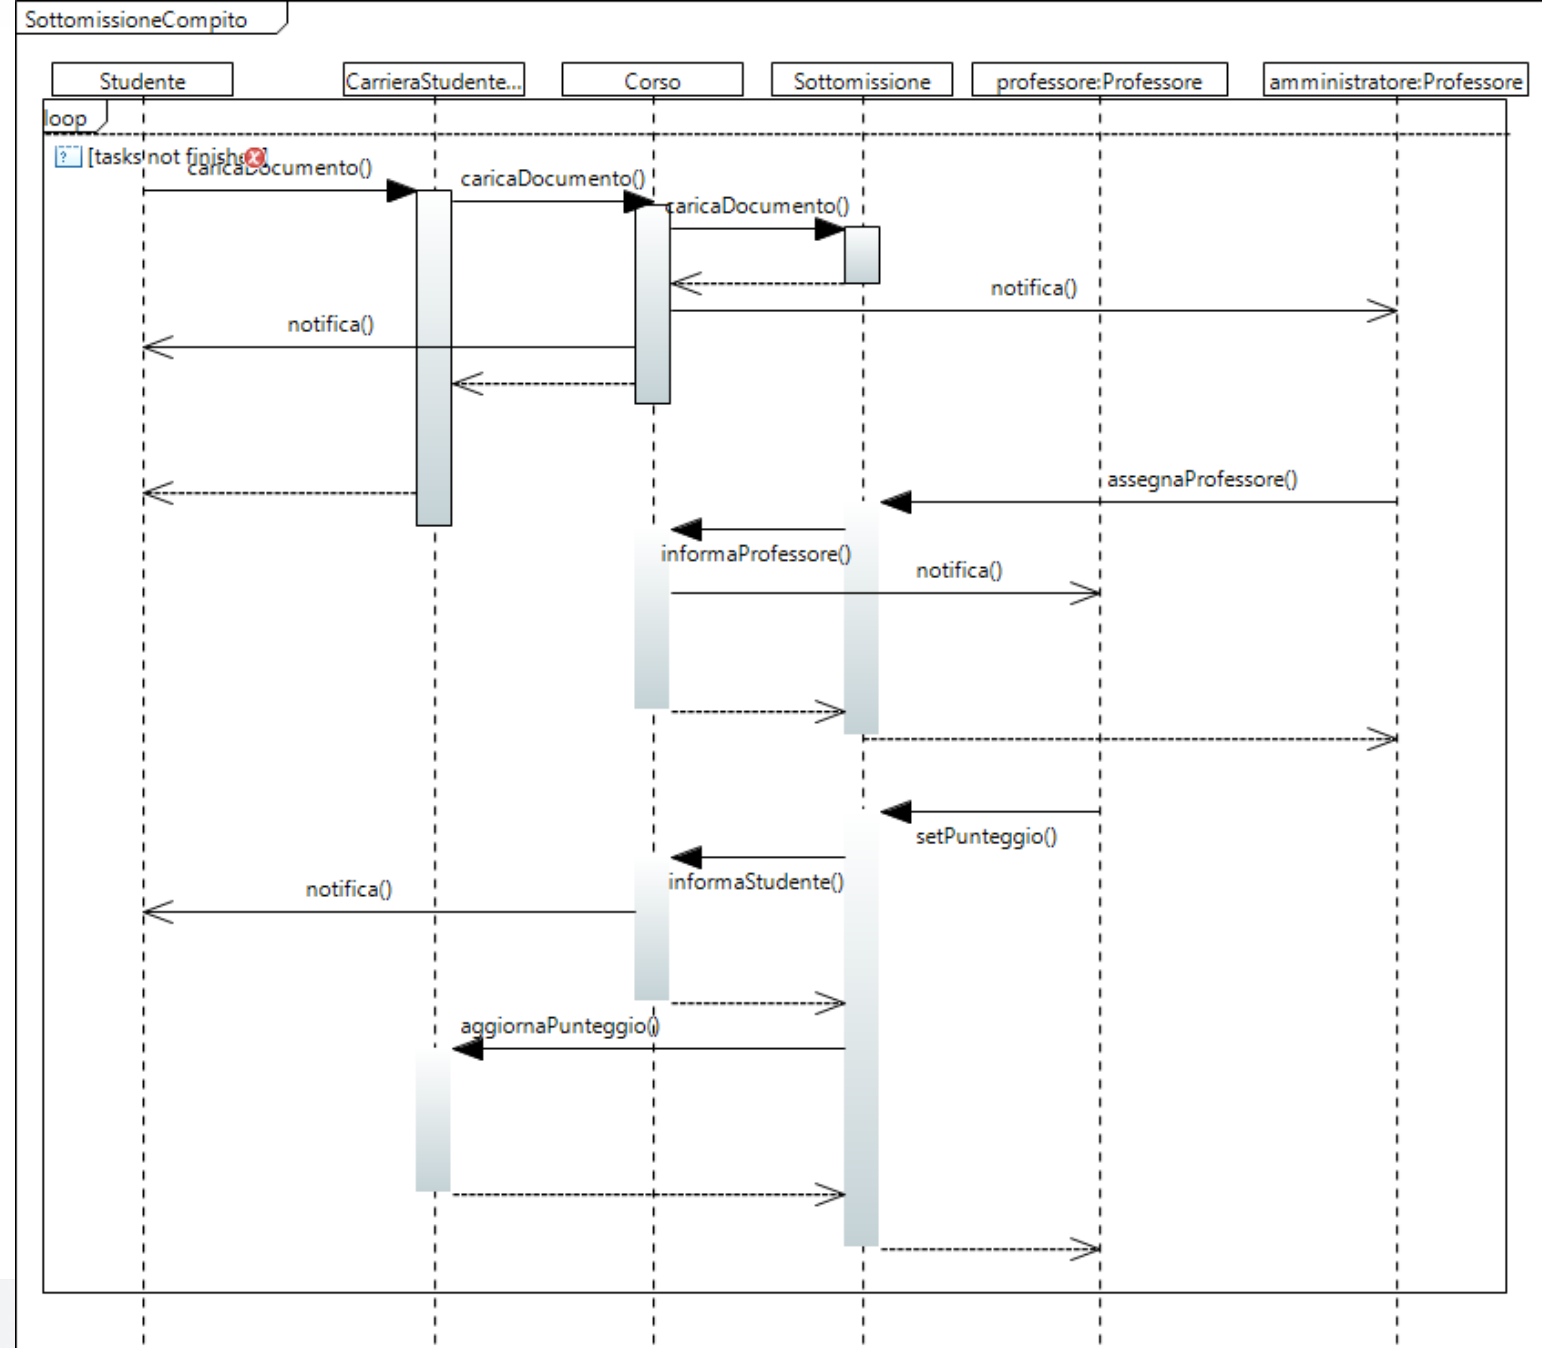 SottomissioneCompito
Studente
CarrieraStudente...
Corso
Sottomissione
professore:Professore
amministratore:Professore
loop
? [tasks not finished]
caricaDocumento()
caricaDocumento()
caricaDocumento()
notifica()
notifica()
assegnaProfessore()
informaProfessore()
notifica()
setPunteggio()
informaStudente()
notifica()
aggiornaPunteggio()